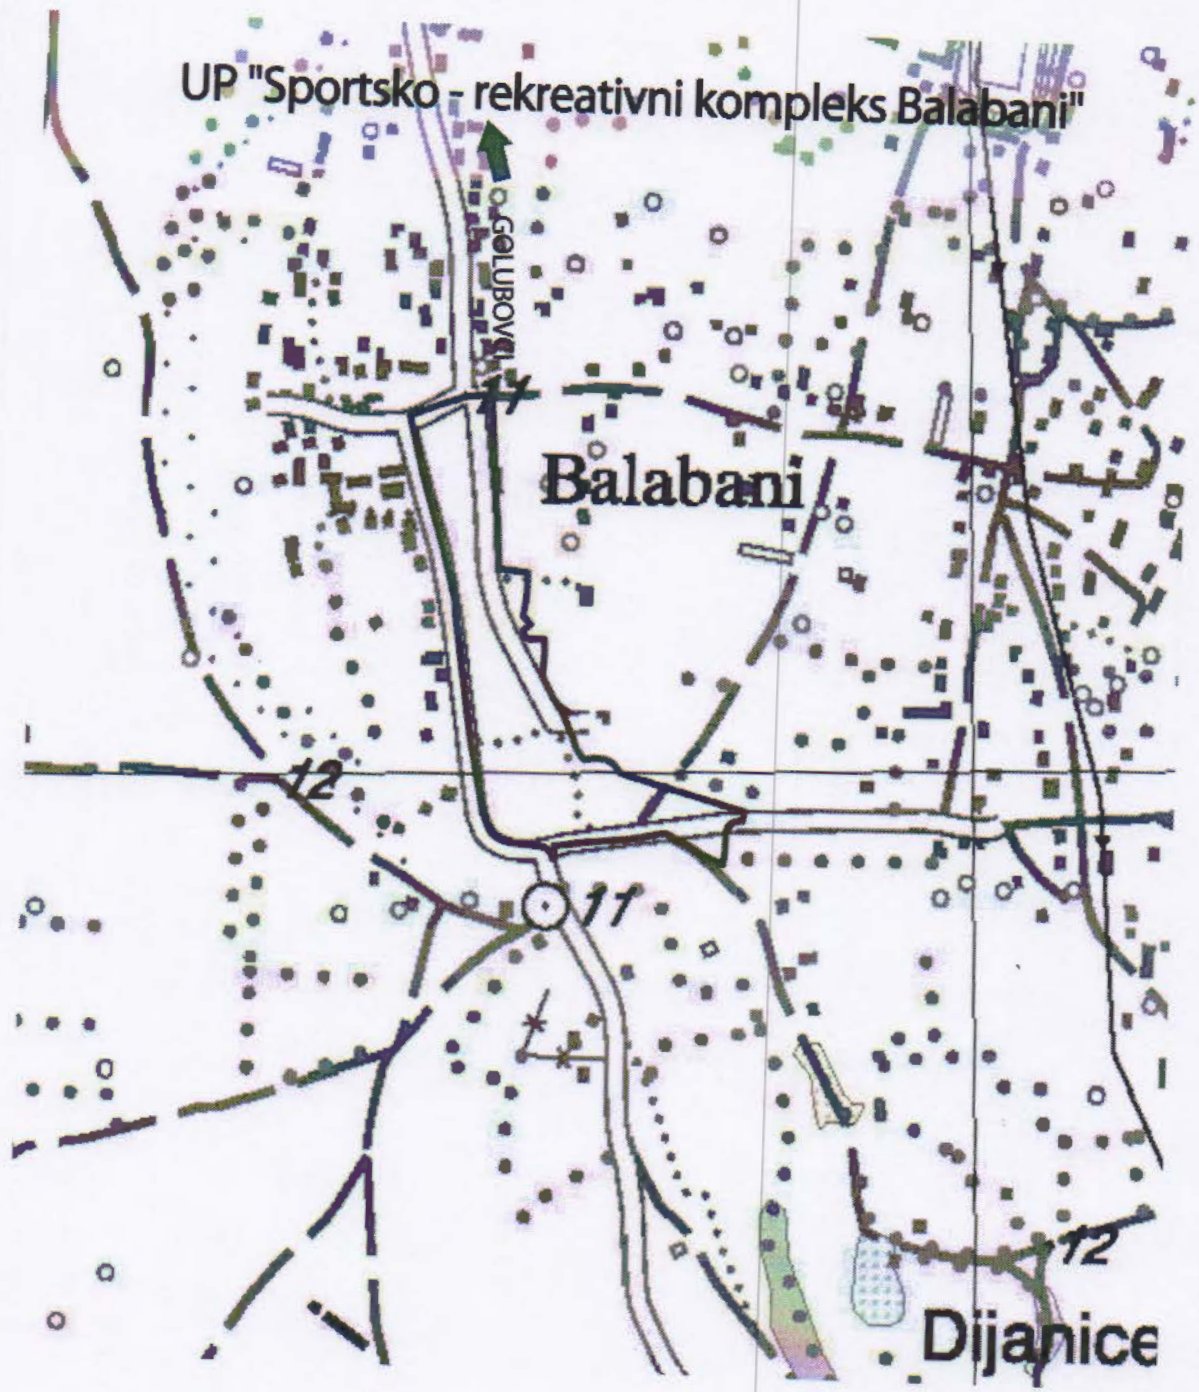 UP "Sportsko - rekreativni kompleks Balabani"
GOLUBOVCI
11
Balabani
12
11
12
Dijanice